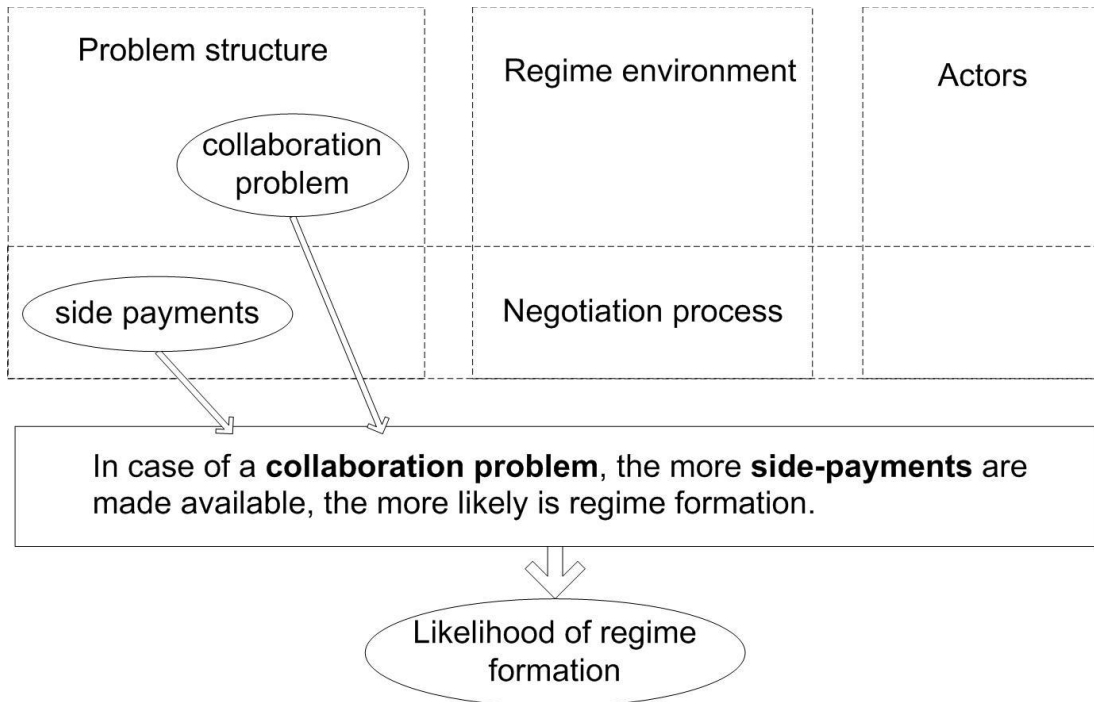 Problem structure
Regime environment
Actors
collaboration
problem
side payments
Negotiation process
In case of a collaboration problem, the more side-payments are
made available, the more likely is regime formation.
Likelihood of regime
formation